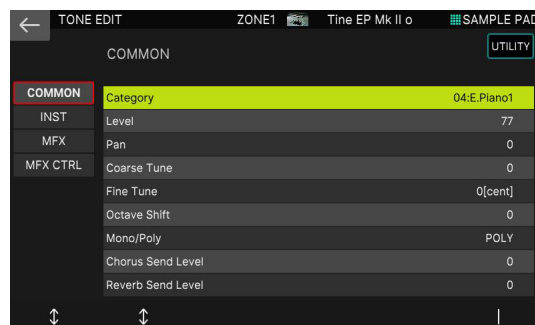 TONE EDIT ZONE1 Tine EP Mk II o SAMPLE PAD
COMMON UTILITY
COMMON
INST
MFX
MFX CTRL
Category 04:E.Piano1
Level 77
Pan 0
Coarse Tune 0
Fine Tune 0[cent]
Octave Shift 0
Mono/Poly POLY
Chorus Send Level 0
Reverb Send Level 0